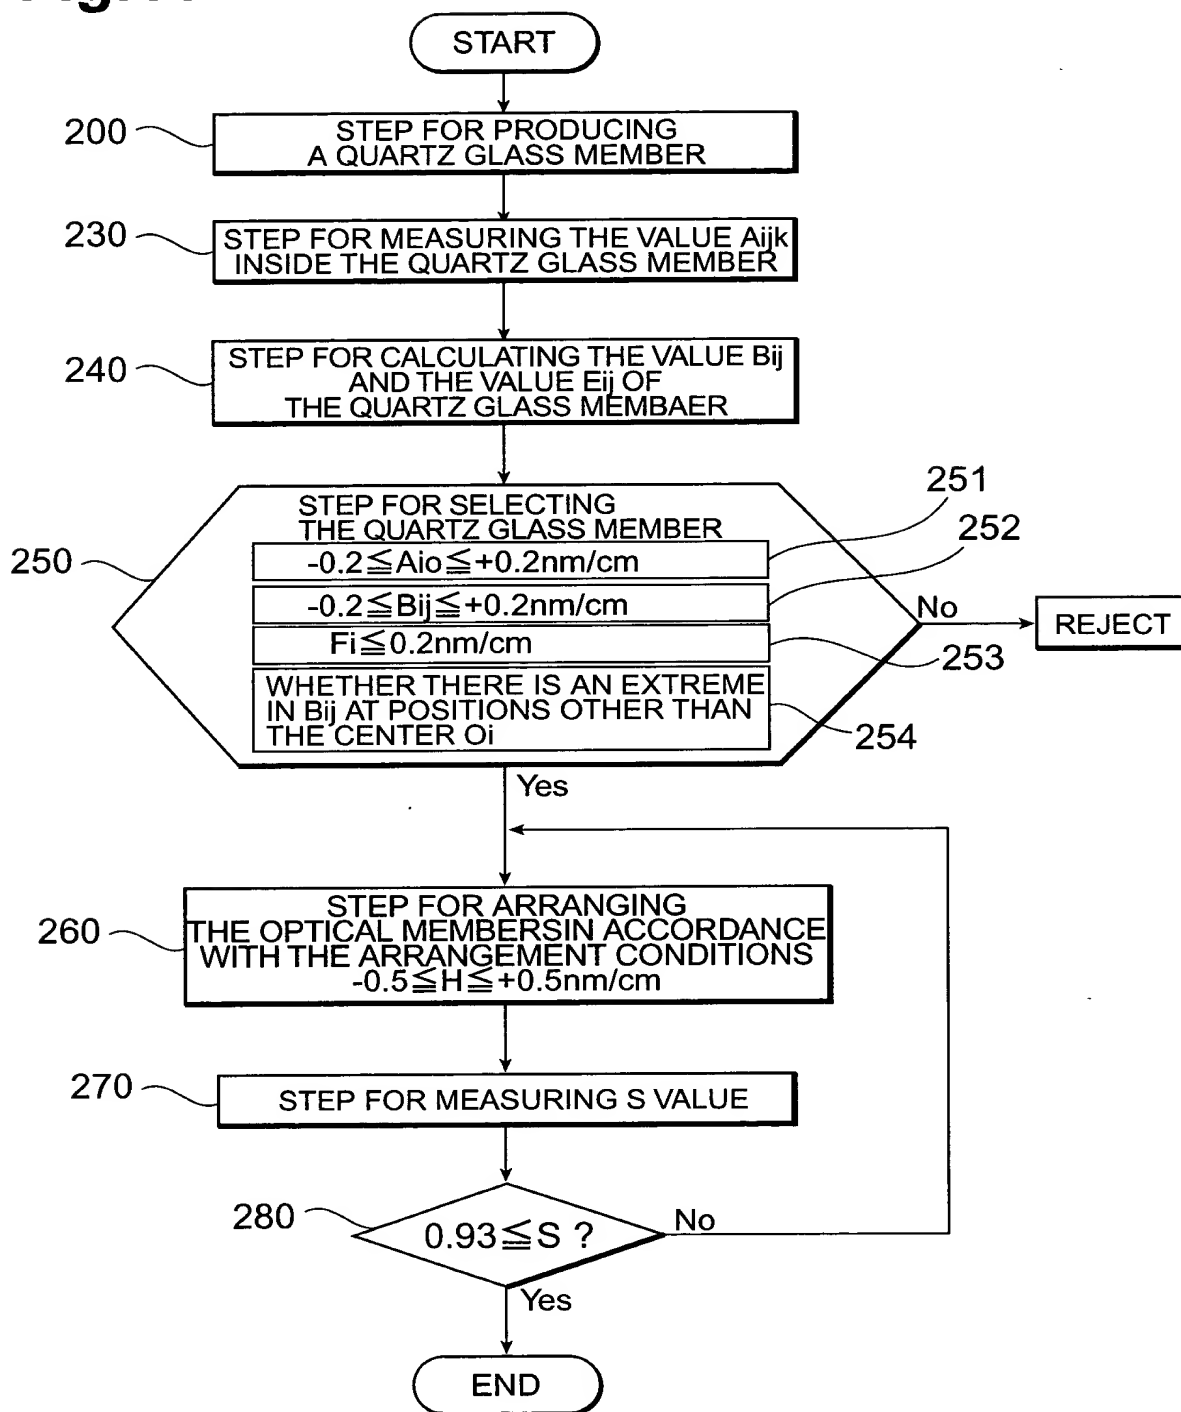 START
200
STEP FOR PRODUCING
A QUARTZ GLASS MEMBER
230
STEP FOR MEASURING THE VALUE Aijk
INSIDE THE QUARTZ GLASS MEMBER
240
STEP FOR CALCULATING THE VALUE Bij
AND THE VALUE Eij OF
THE QUARTZ GLASS MEMBAER
250
STEP FOR SELECTING
THE QUARTZ GLASS MEMBER
251
-0.2≦Aio≦+0.2nm/cm
252
-0.2≦Bij≦+0.2nm/cm
Fi≦0.2nm/cm
253
WHETHER THERE IS AN EXTREME
IN Bij AT POSITIONS OTHER THAN
THE CENTER Oi
254
No
REJECT
Yes
260
STEP FOR ARRANGING
THE OPTICAL MEMBERSIN ACCORDANCE
WITH THE ARRANGEMENT CONDITIONS
-0.5≦H≦+0.5nm/cm
270
STEP FOR MEASURING S VALUE
280
0.93≦S ?
No
Yes
END